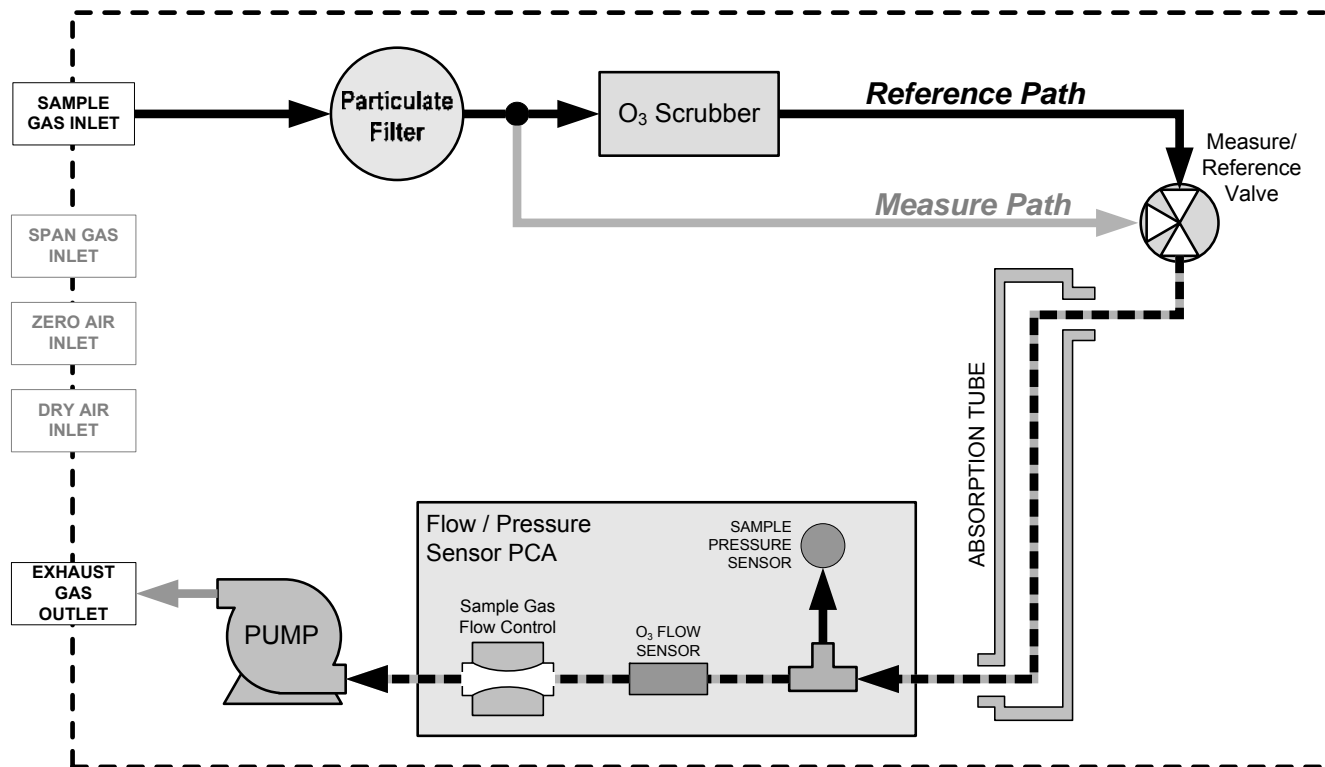 SAMPLE
GAS INLET
Particulate
Filter
O₃ Scrubber
Reference Path
Measure/
Reference
Valve
Measure Path
SPAN GAS
INLET
ZERO AIR
INLET
DRY AIR
INLET
ABSORPTION TUBE
Flow / Pressure
Sensor PCA
SAMPLE
PRESSURE
SENSOR
EXHAUST
GAS
OUTLET
PUMP
Sample Gas
Flow Control
O₃ FLOW
SENSOR